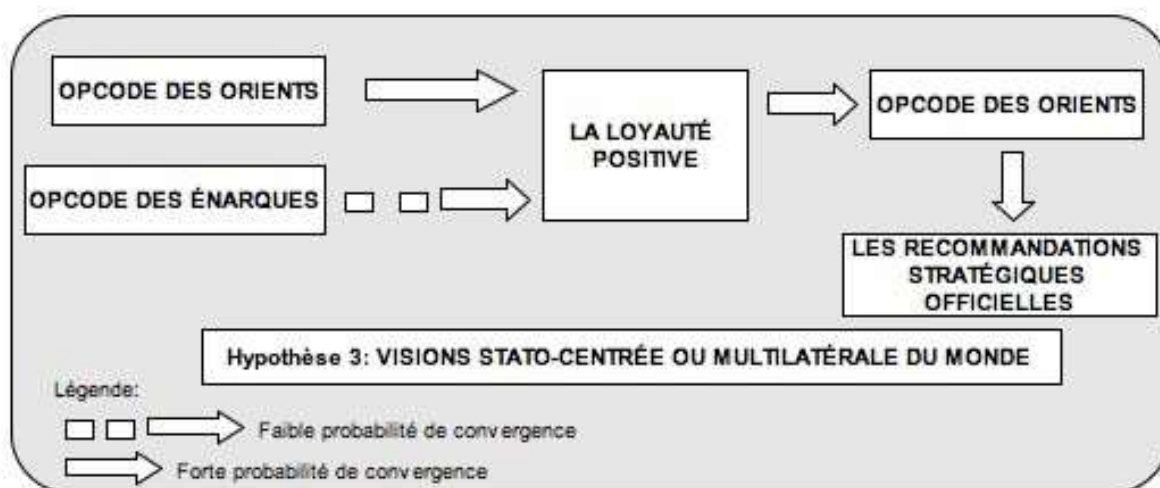 OPCODE DES ORIENTS
LA LOYAUTÉ
POSITIVE
OPCODE DES ORIENTS
OPCODE DES ÉNARQUES
LES RECOMMANDATIONS
STRATÉGIQUES
OFFICIELLES
Hypothèse 3: VISIONS STATO-CENTRÉE OU MULTILATÉRALE DU MONDE
Légende:
Faible probabilité de convergence
Forte probabilité de convergence